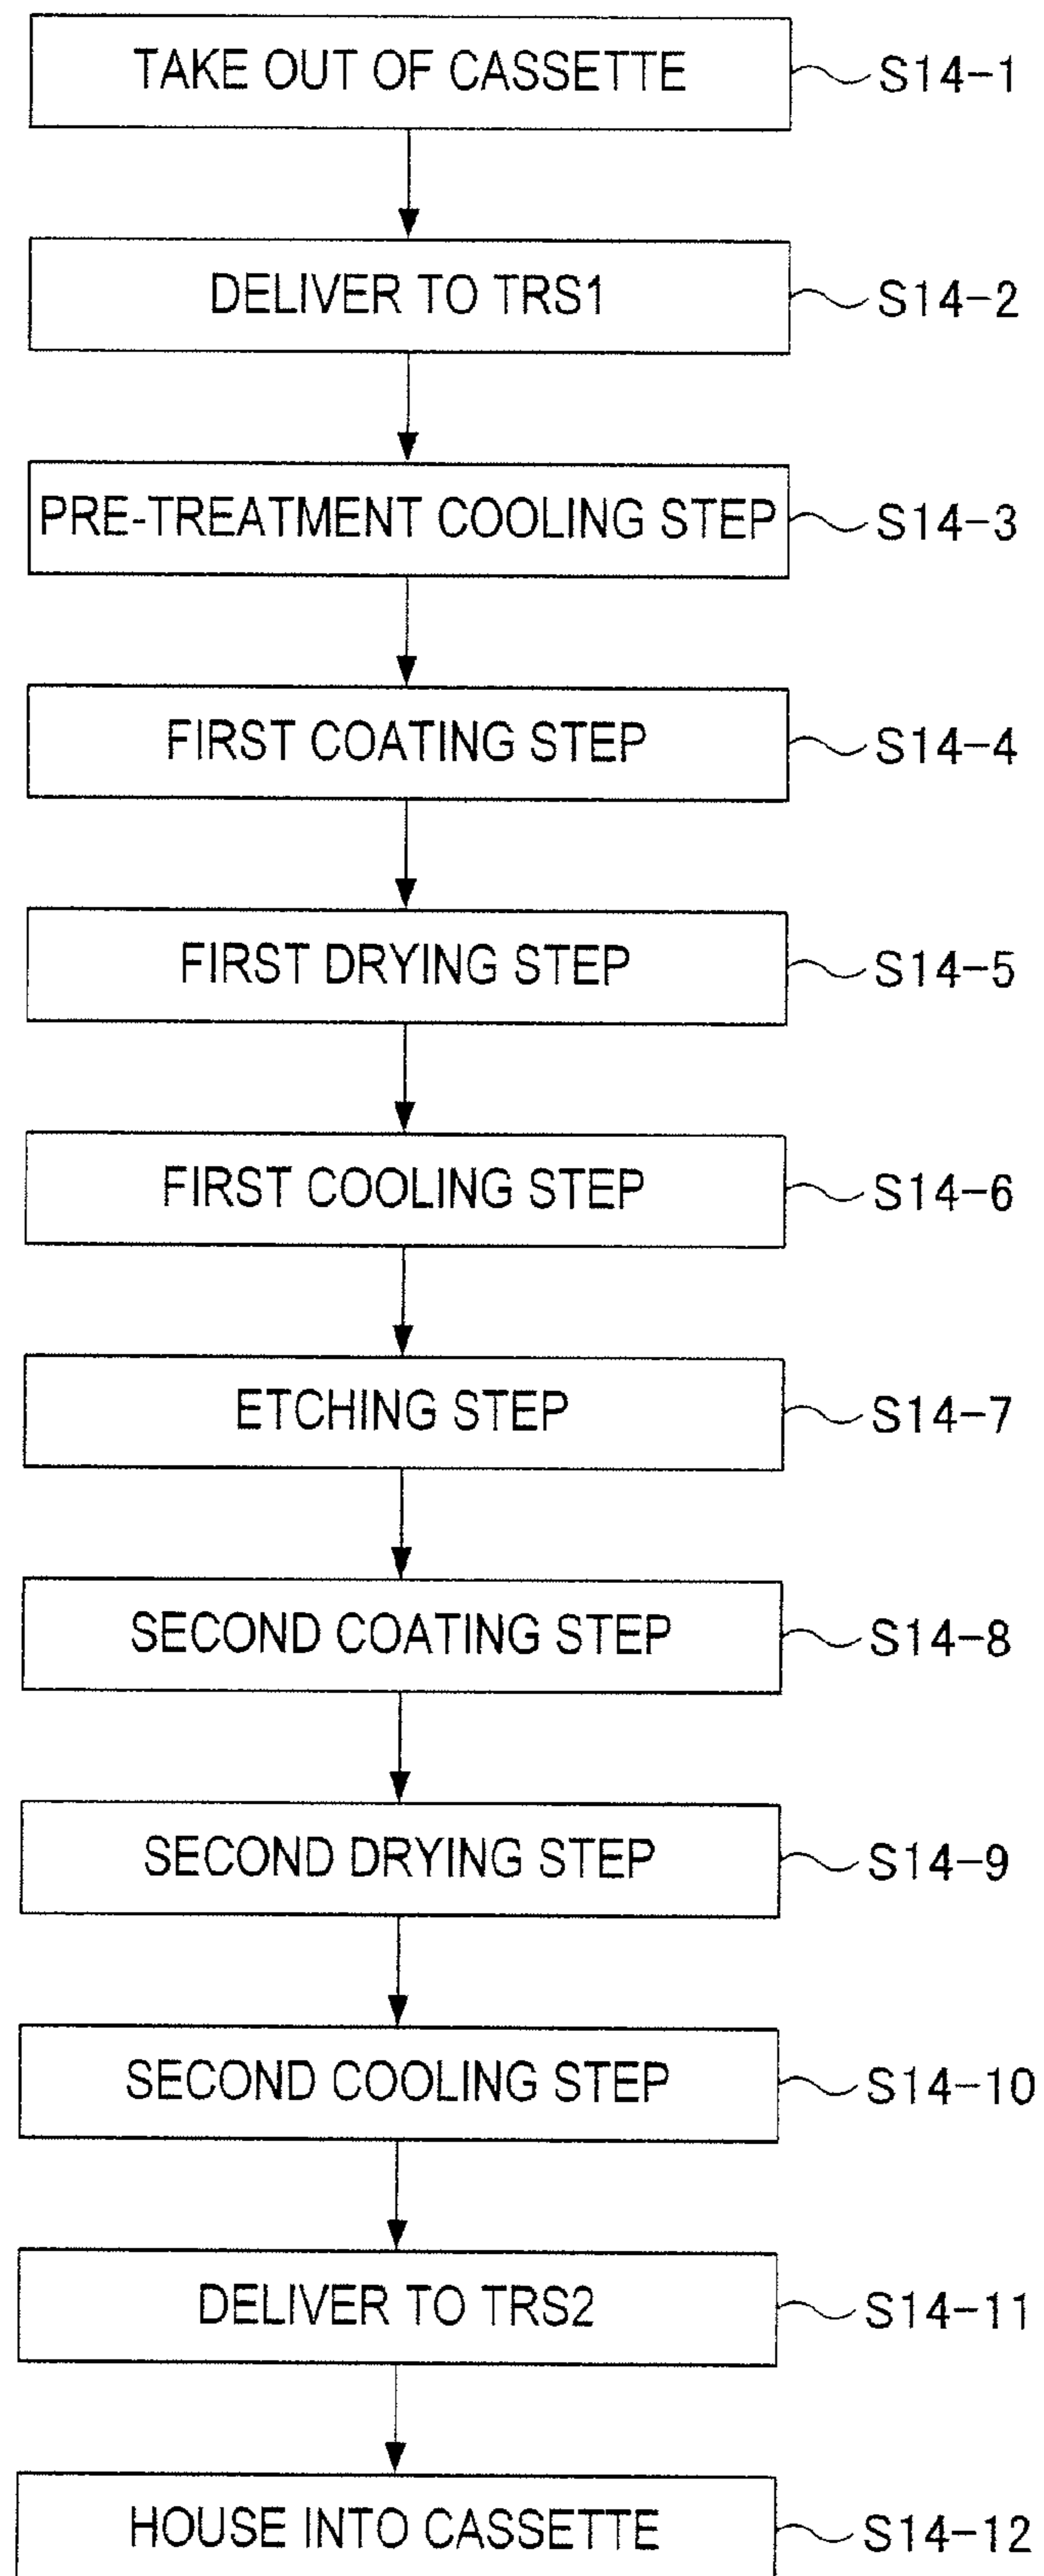 TAKE OUT OF CASSETTE S14-1
DELIVER TO TRS1 S14-2
PRE-TREATMENT COOLING STEP S14-3
FIRST COATING STEP S14-4
FIRST DRYING STEP S14-5
FIRST COOLING STEP S14-6
ETCHING STEP S14-7
SECOND COATING STEP S14-8
SECOND DRYING STEP S14-9
SECOND COOLING STEP S14-10
DELIVER TO TRS2 S14-11
HOUSE INTO CASSETTE S14-12